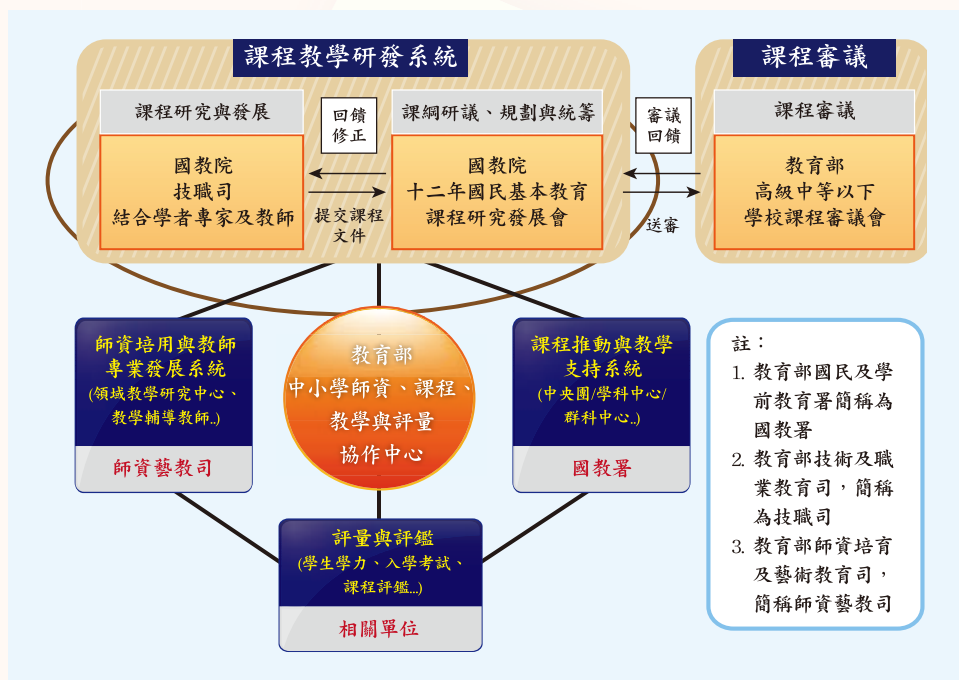 課程教學研發系統
課程研究與發展
國教院
技職司
結合學者專家及教師
回饋
修正
提交課程
文件
課綱研議、規劃與統籌
國教院
十二年國民基本教育
課程研究發展會
審議
回饋
送審
課程審議
課程審議
教育部
高級中等以下
學校課程審議會
師資培用與教師
專業發展系統
(領域教學研究中心、
教學輔導教師..)
師資藝教司
教育部
中小學師資、課程、
教學與評量
協作中心
課程推動與教學
支持系統
(中央團/學科中心/
群科中心..)
國教署
評量與評鑑
(學生學力、入學考試、
課程評鑑...)
相關單位
註：
1. 教育部國民及學
前教育署簡稱為
國教署
2. 教育部技術及職
業教育司，簡稱
為技職司
3. 教育部師資培育
及藝術教育司，
簡稱師資藝教司